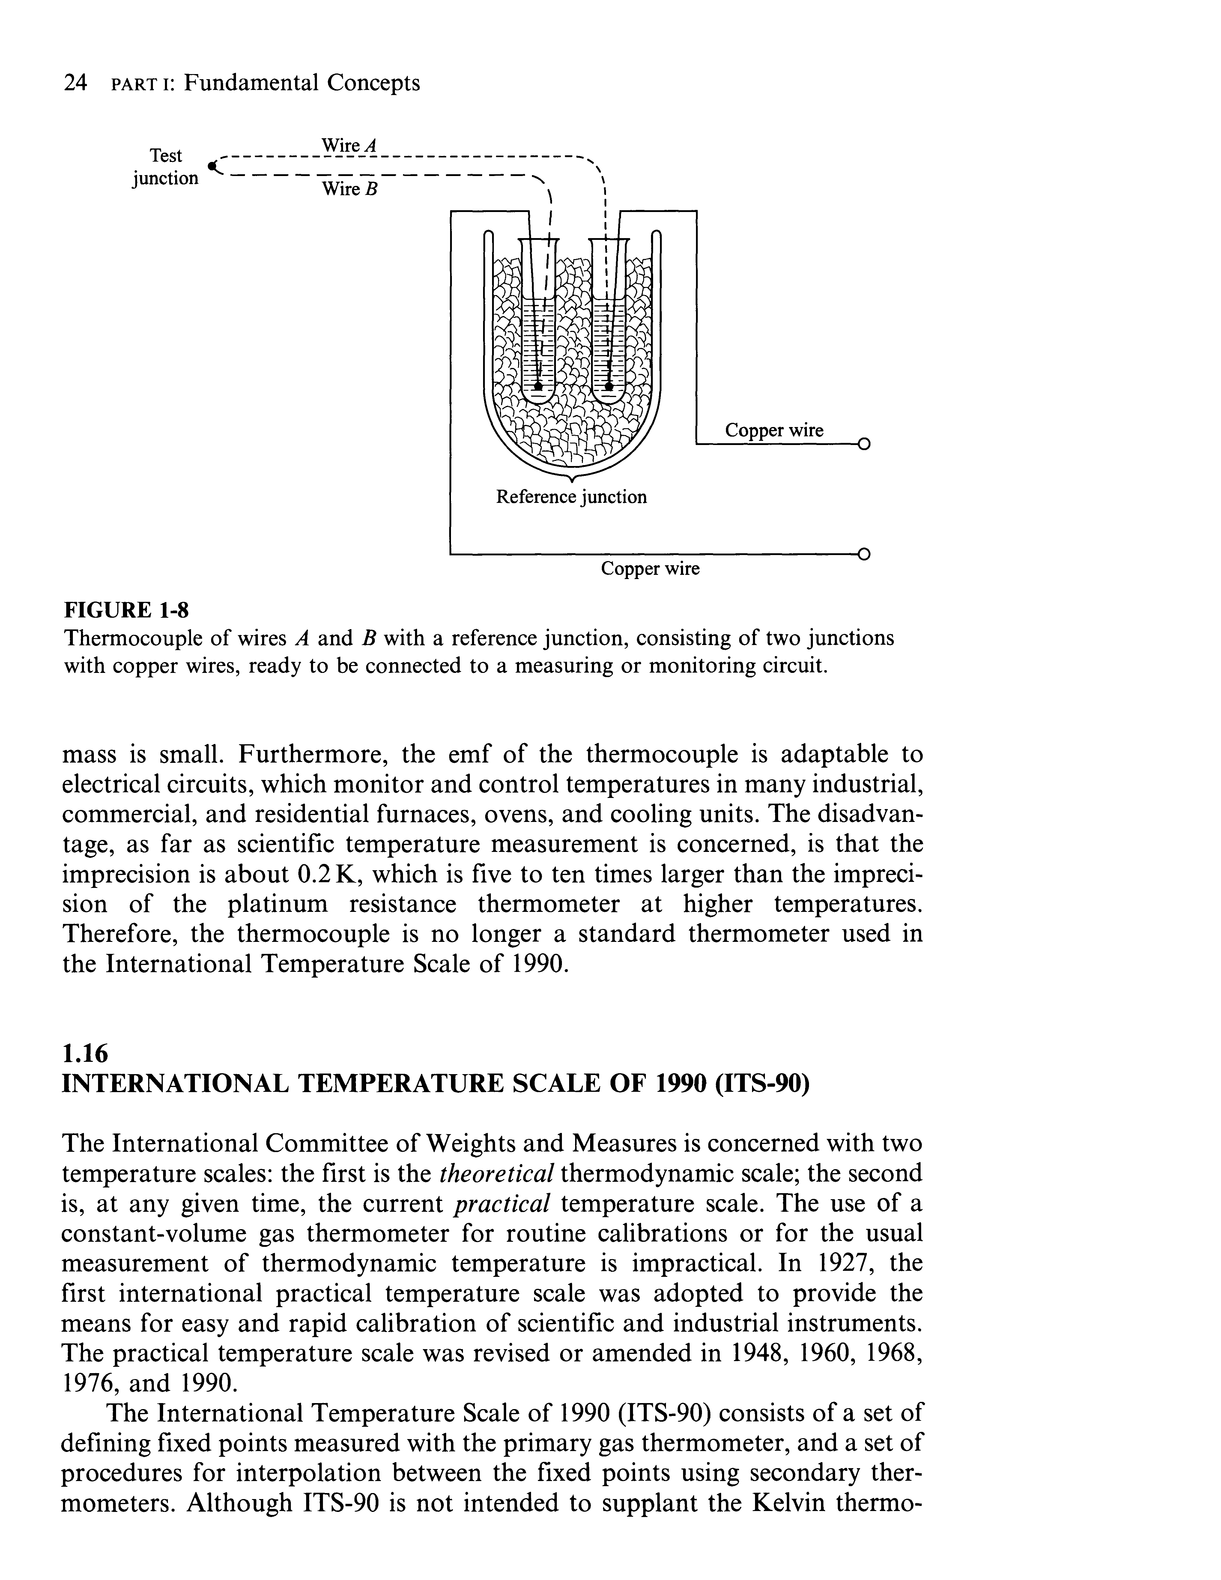 24 PART I: Fundamental Concepts
Test
junction
Wire A
Wire B
Copper wire
Reference junction
Copper wire
FIGURE 1-8
Thermocouple of wires A and B with a reference junction, consisting of two junctions
with copper wires, ready to be connected to a measuring or monitoring circuit.
mass is small. Furthermore, the emf of the thermocouple is adaptable to
electrical circuits, which monitor and control temperatures in many industrial,
commercial, and residential furnaces, ovens, and cooling units. The disadvan-
tage, as far as scientific temperature measurement is concerned, is that the
imprecision is about 0.2 K, which is five to ten times larger than the impreci-
sion of the platinum resistance thermometer at higher temperatures.
Therefore, the thermocouple is no longer a standard thermometer used in
the International Temperature Scale of 1990.
1.16
INTERNATIONAL TEMPERATURE SCALE OF 1990 (ITS-90)
The International Committee of Weights and Measures is concerned with two
temperature scales: the first is the theoretical thermodynamic scale; the second
is, at any given time, the current practical temperature scale. The use of a
constant-volume gas thermometer for routine calibrations or for the usual
measurement of thermodynamic temperature is impractical. In 1927, the
first international practical temperature scale was adopted to provide the
means for easy and rapid calibration of scientific and industrial instruments.
The practical temperature scale was revised or amended in 1948, 1960, 1968,
1976, and 1990.
The International Temperature Scale of 1990 (ITS-90) consists of a set of
defining fixed points measured with the primary gas thermometer, and a set of
procedures for interpolation between the fixed points using secondary ther-
mometers. Although ITS-90 is not intended to supplant the Kelvin thermo-